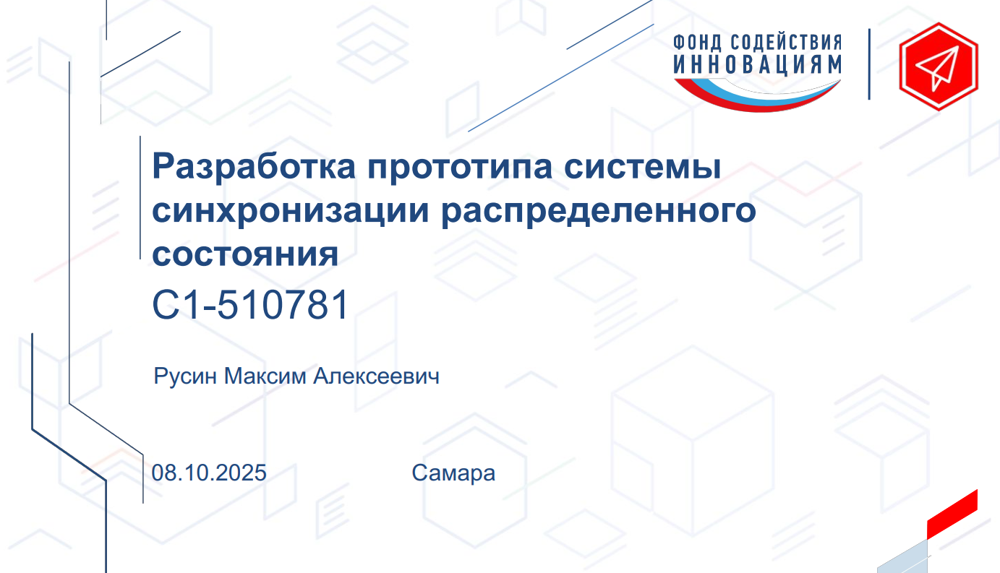 ФОНД СОДЕЙСТВИЯ
ИННОВАЦИЯМ
Разработка прототипа системы
синхронизации распределенного
состояния
С1-510781
Русин Максим Алексеевич
08.10.2025
Самара